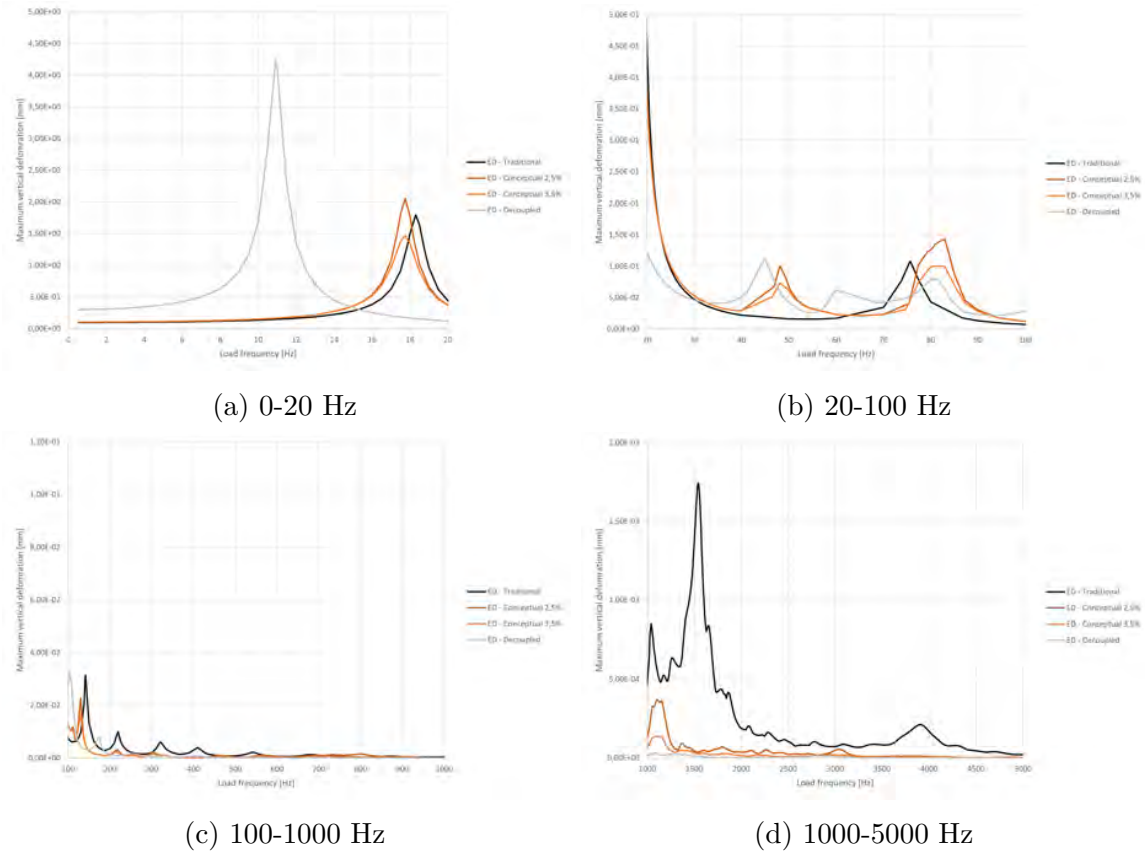 5,00E+00
4,50E+00
4,00E+00
3,50E+00
3,00E+00
2,50E+00
2,00E+00
1,50E+00
1,00E+00
5,00E-01
0,00E+00
Maximum vertical deformration [mm]
0 2 4 6 8 10 12 14 16 18 20
Load frequency [Hz]
ED - Traditional
ED - Conceptual 2,5%
ED - Conceptual 3,5%
ED - Decoupled
(a) 0-20 Hz
5,00E-01
4,50E-01
4,00E-01
3,50E-01
3,00E-01
2,50E-01
2,00E-01
1,50E-01
1,00E-01
5,00E-02
0,00E+00
Maximum vertical deformration [mm]
20 30 40 50 60 70 80 90 100
Load frequency [Hz]
ED - Traditional
ED - Conceptual 2,5%
ED - Conceptual 3,5%
ED - Decoupled
(b) 20-100 Hz
1,20E-01
1,00E-01
8,00E-02
6,00E-02
4,00E-02
2,00E-02
0,00E+00
Maximum vertical deformration [mm]
100 200 300 400 500 600 700 800 900 1000
Load frequency [Hz]
ED - Traditional
ED - Conceptual 2,5%
ED - Conceptual 3,5%
ED - Decoupled
(c) 100-1000 Hz
2,00E-03
1,50E-03
1,00E-03
5,00E-04
0,00E+00
Maximum vertical deformration [mm]
1000 1500 2000 2500 3000 3500 4000 4500 5000
Load frequency [Hz]
ED - Traditional
ED - Conceptual 2,5%
ED - Conceptual 3,5%
ED - Decoupled
(d) 1000-5000 Hz